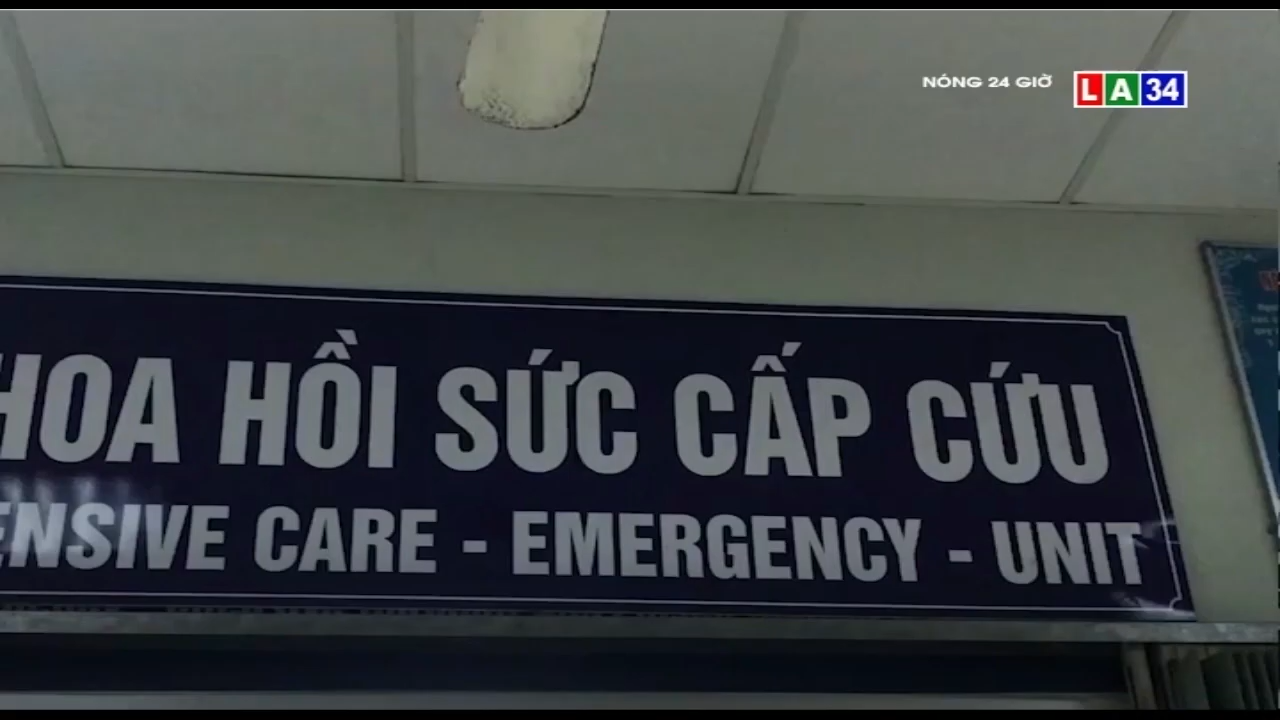 NÓNG 24 GIỜ
LA34
HOA HỒI SỨC CẤP CỨU
ENSIVE CARE - EMERGENCY - UNIT